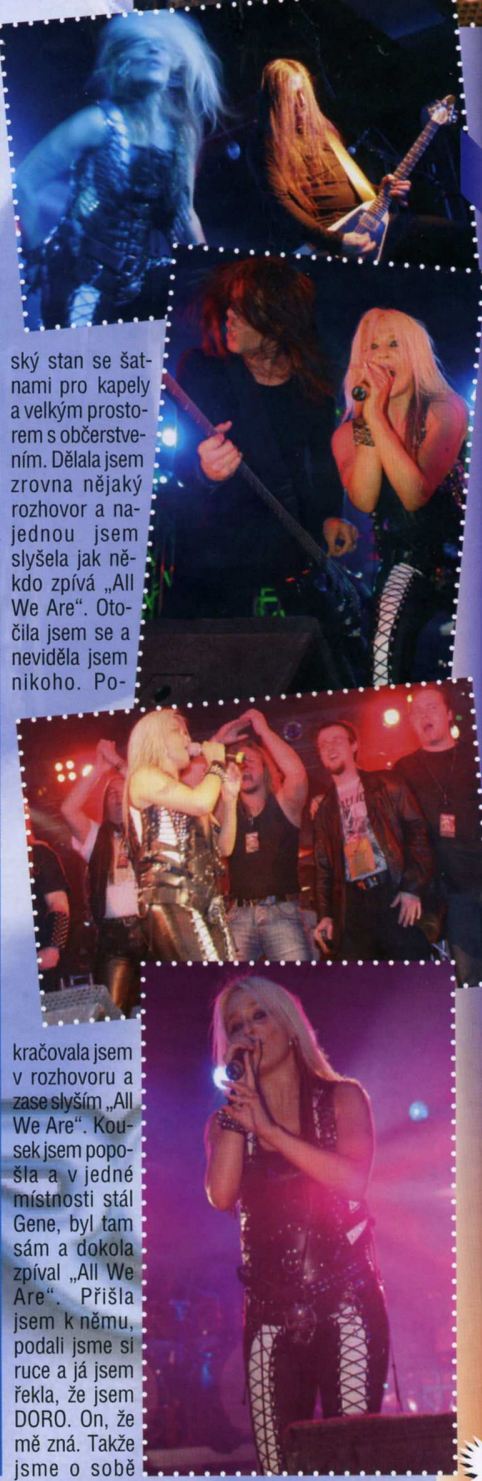 ský stan se šat-
nami pro kapely
a velkým prosto-
rem s občerstve-
ním. Dělala jsem
zrovna nějaký
rozhovor a na-
jednou jsem
slyšela jak ně-
kdo zpívá „All
We Are“. Oto-
čila jsem se a
neviděla jsem
nikoho. Po-
kračovala jsem
v rozhovoru a
zase slyším „All
We Are“. Kou-
sek jsem popo-
šla a v jedné
místnosti stál
Gene, byl tam
sám a dokola
zpíval „All We
Are“. Přišla
jsem k němu,
podali jsme si
ruce a já jsem
řekla, že jsem
DORO. On, že
mě zná. Takže
jsme o sobě